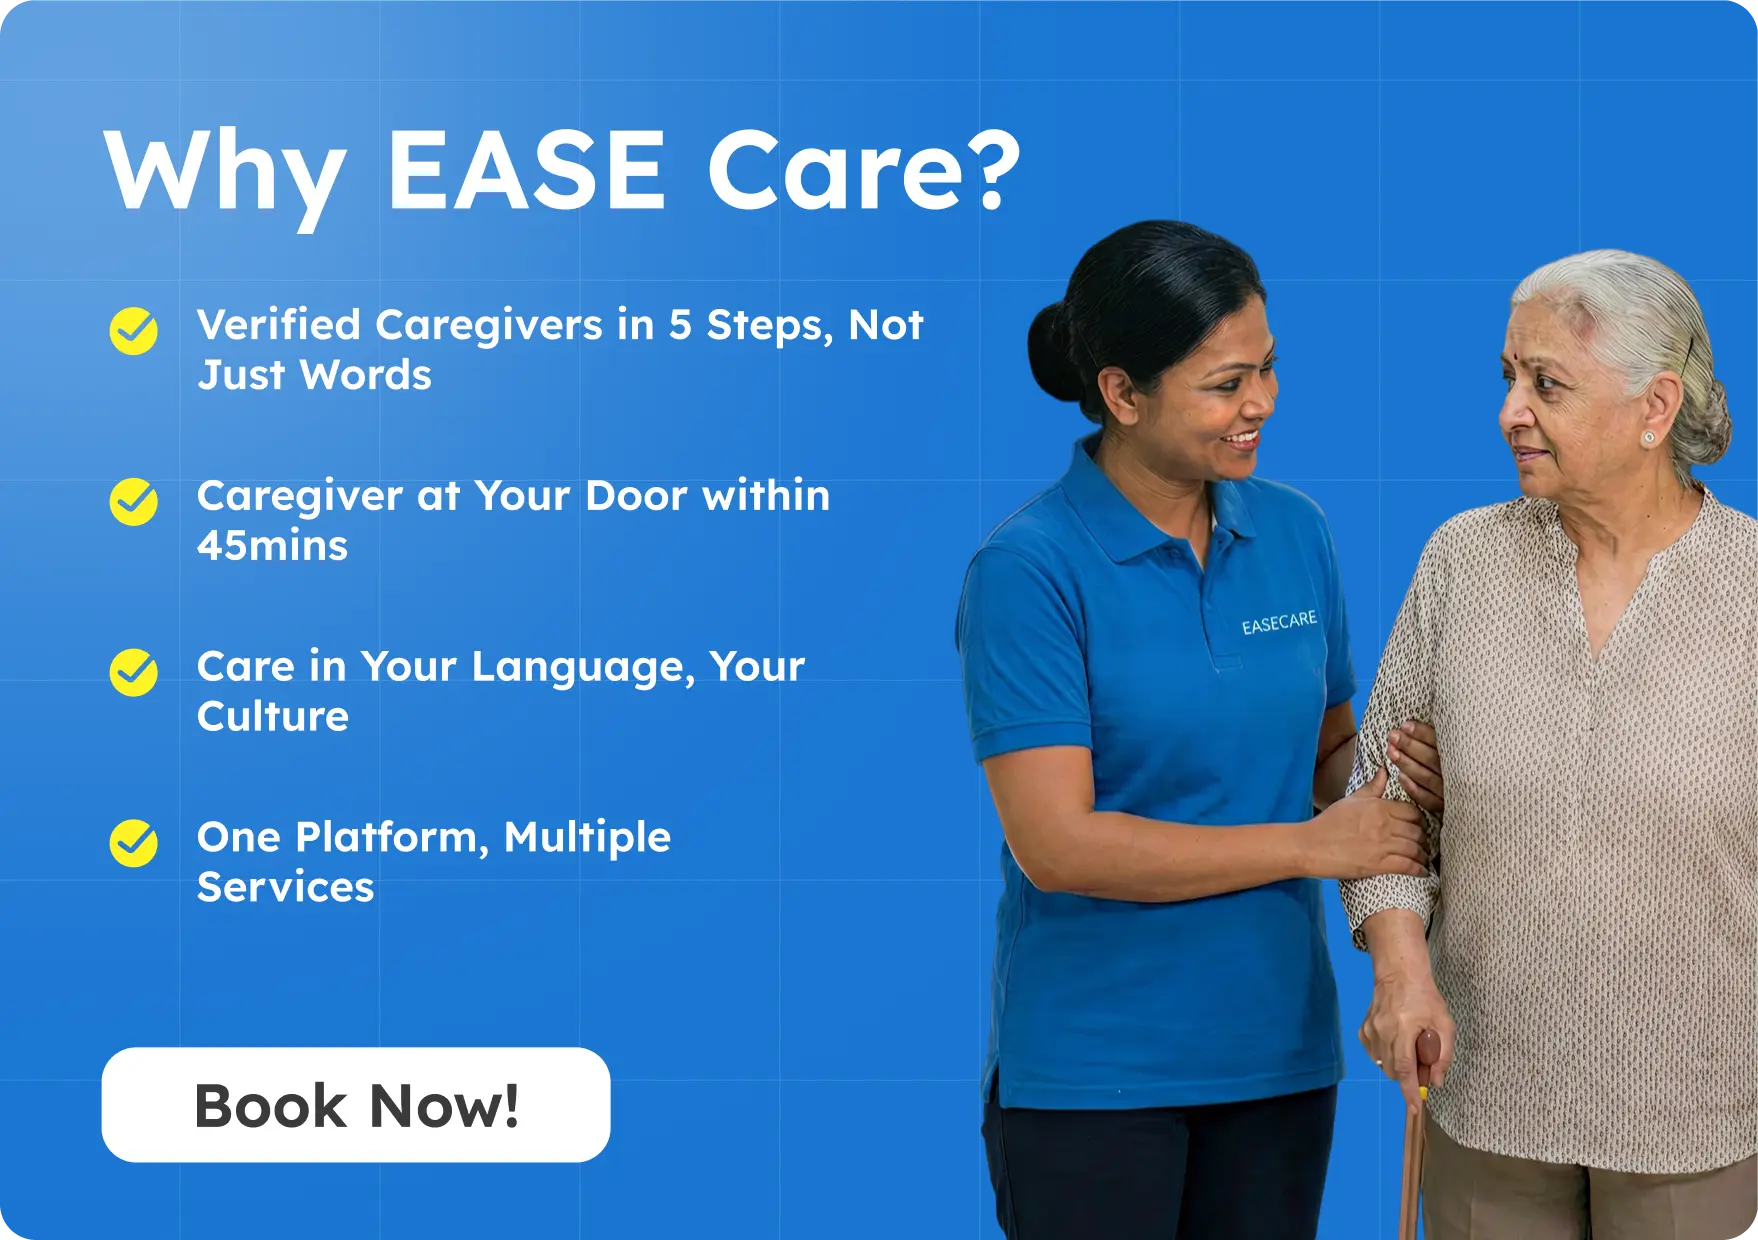 Why EASE Care?
Verified Caregivers in 5 Steps, Not
Just Words
Caregiver at Your Door within
45mins
Care in Your Language, Your
Culture
One Platform, Multiple
Services
EASECARE
Book Now!